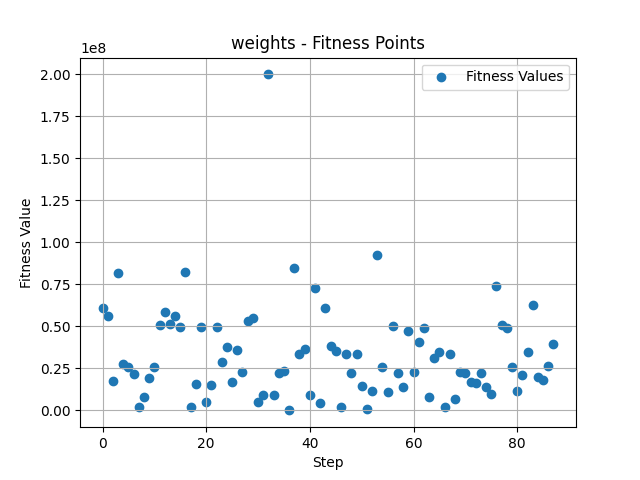 weights - Fitness Points
1e8
Fitness Values
2.00
1.75
1.50
1.25
1.00
0.75
0.50
0.25
0.00
Fitness Value
0 20 40 60 80
Step